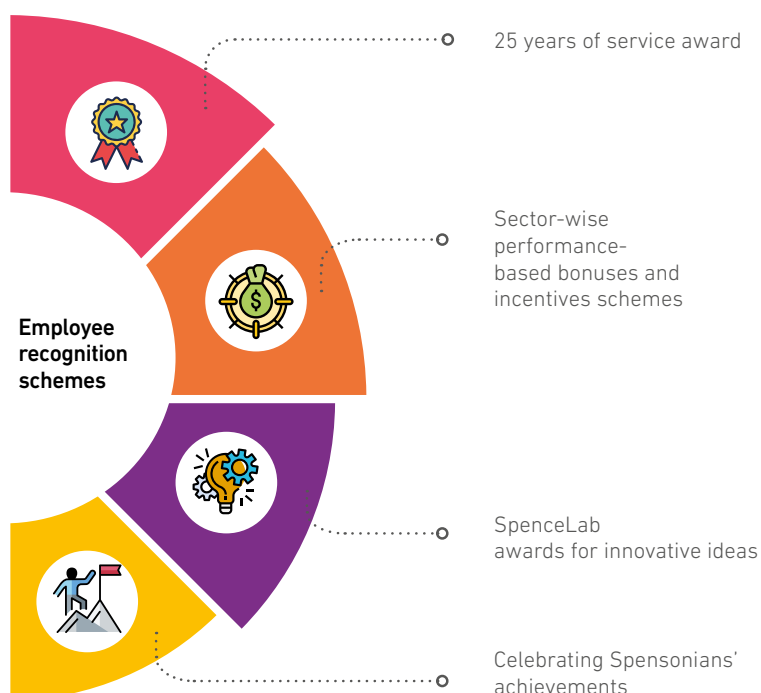 25 years of service award
Sector-wise
performance-
based bonuses and
incentives schemes
Employee
recognition
schemes
$
SpenceLab
awards for innovative ideas
Celebrating Spensonians’
achievements